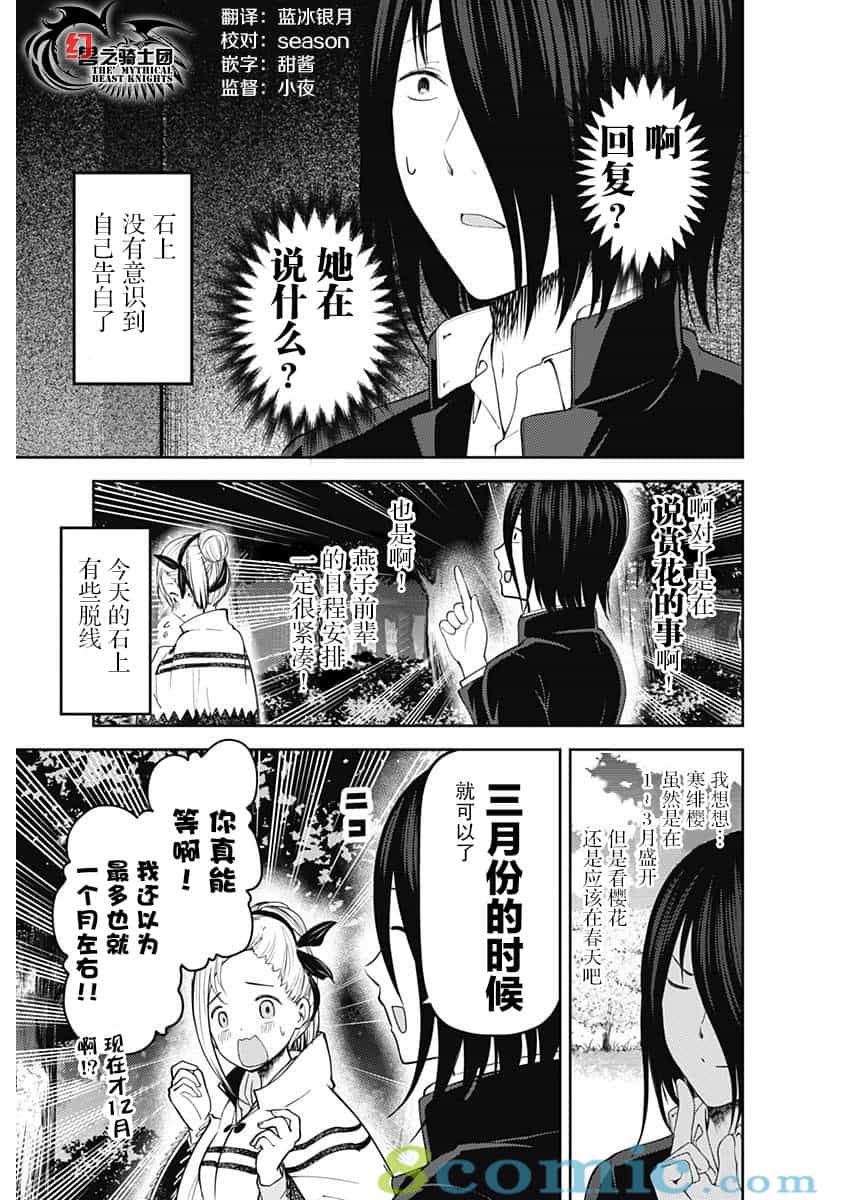 幻兽之骑士团
THE MYTHICAL
BEAST KNIGHTS
翻译：蓝冰银月
校对：season
嵌字：甜酱
监督：小夜
啊
回复？
她在
说什么？
石上
没有意识到
自己告白了
啊对了是在
说赏花的事啊！
也是啊！
燕子前辈
的日程安排
一定很紧凑！
今天的石上
有些脱线
我想想…
寒绯樱
虽然是在
1~3月盛开
但是看樱花
还是应该在春天吧
三月份的时候
就可以了
ニコ
你真能
等啊！
我还以为
最多也就
一个月左右!!
现在才12月
啊!?
8comic.com